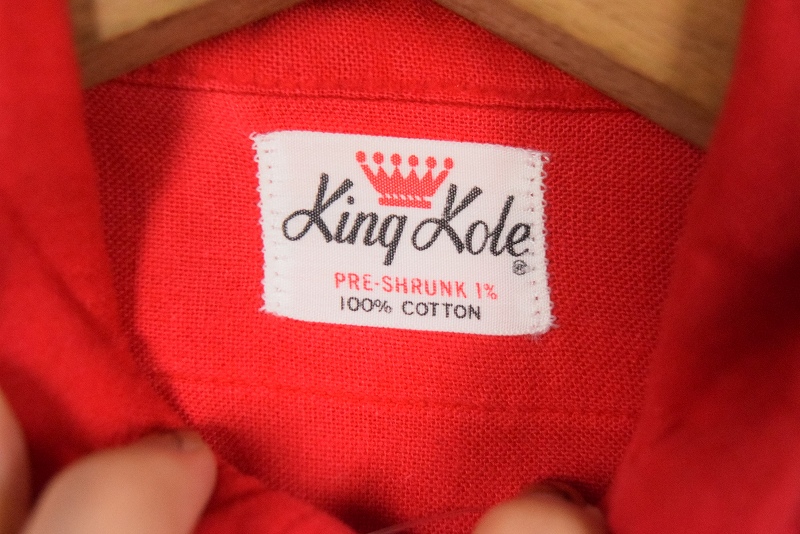 King Kole
®
PRE-SHRUNK 1%
100% COTTON